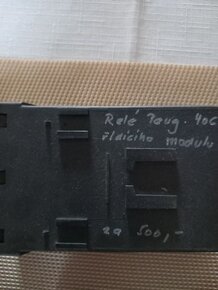 Relé Peug. 406
řídícího modulu
za 500,-